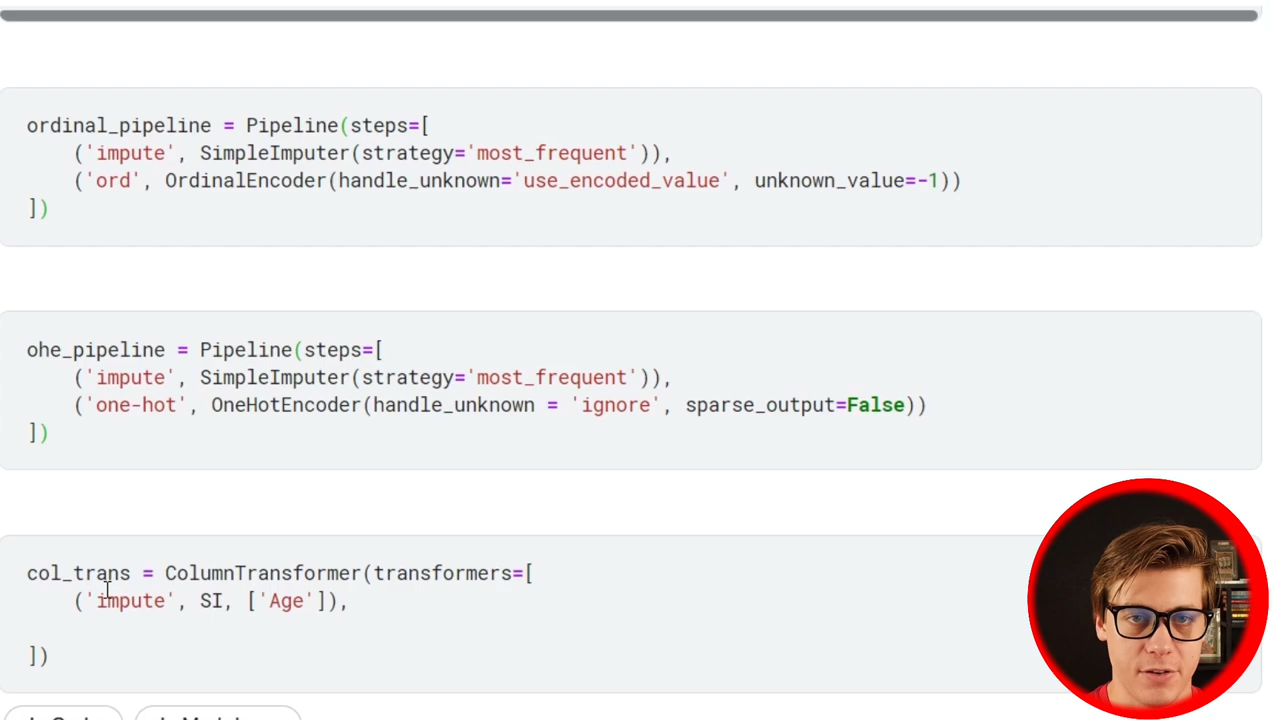 ordinal_pipeline = Pipeline(steps=[
('impute', SimpleImputer(strategy='most_frequent')),
('ord', OrdinalEncoder(handle_unknown='use_encoded_value', unknown_value=-1))
])
ohe_pipeline = Pipeline(steps=[
('impute', SimpleImputer(strategy='most_frequent')),
('one-hot', OneHotEncoder(handle_unknown = 'ignore', sparse_output=False))
])
col_trans = ColumnTransformer(transformers=[
('impute', SI, ['Age']),
])